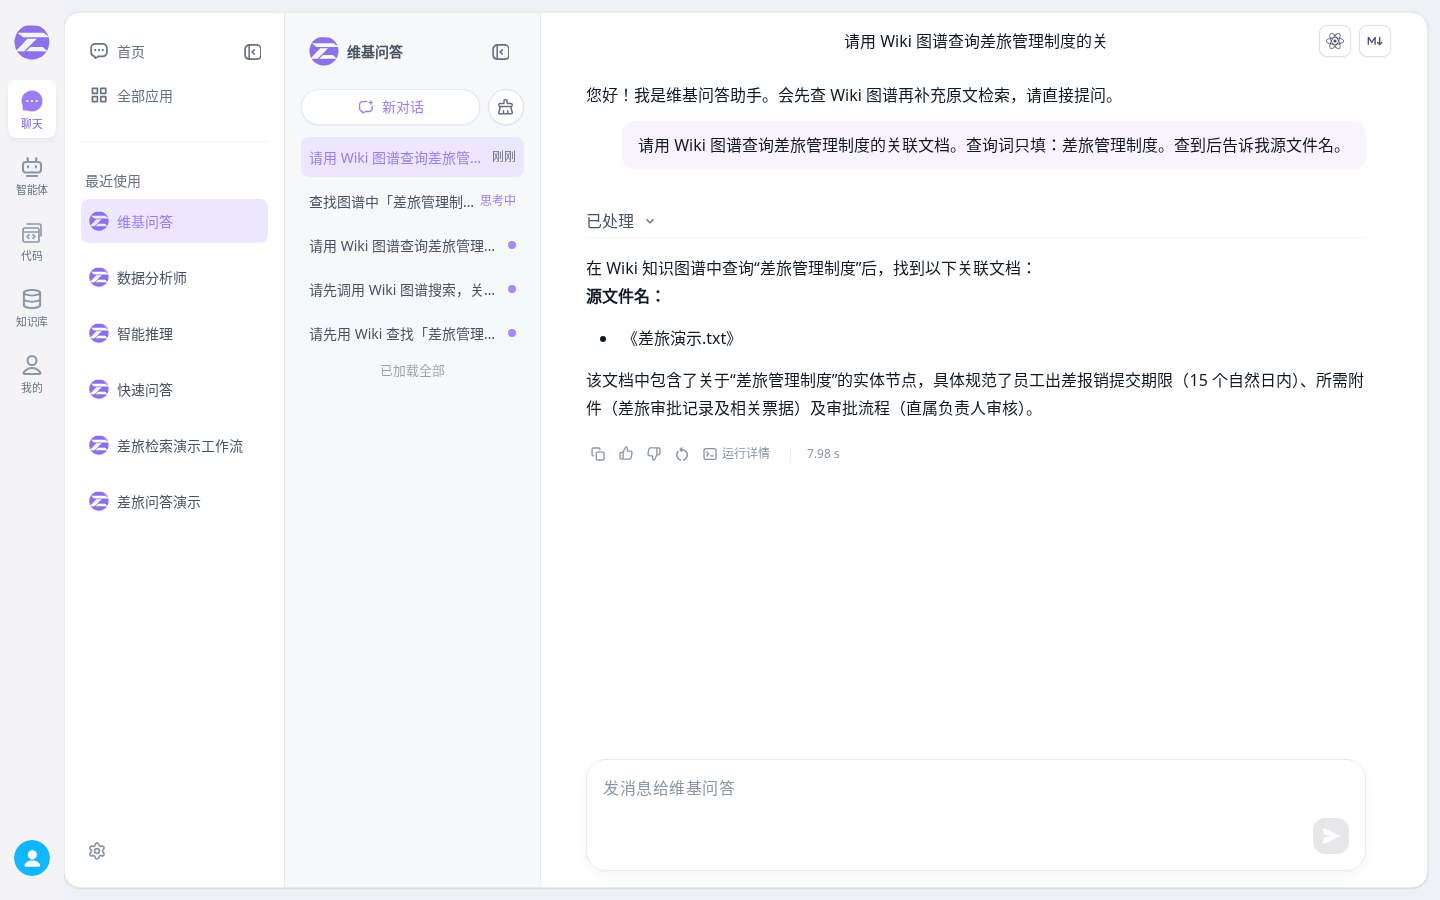 聊天
智能体
代码
知识库
我的
首页
全部应用
最近使用
维基问答
数据分析师
智能推理
快速问答
差旅检索演示工作流
差旅问答演示
维基问答
新对话
请用 Wiki 图谱查询差旅管... 刚刚
查找图谱中「差旅管理制... 思考中
请用 Wiki 图谱查询差旅管理...
请先调用 Wiki 图谱搜索，关...
请先用 Wiki 查找「差旅管理...
已加载全部
请用 Wiki 图谱查询差旅管理制度的关
M↓
您好！我是维基问答助手。会先查 Wiki 图谱再补充原文检索，请直接提问。
请用 Wiki 图谱查询差旅管理制度的关联文档。查询词只填：差旅管理制度。查到后告诉我源文件名。
已处理
在 Wiki 知识图谱中查询“差旅管理制度”后，找到以下关联文档：
源文件名：
• 《差旅演示.txt》
该文档中包含了关于“差旅管理制度”的实体节点，具体规范了员工出差报销提交期限（15 个自然日内）、所需附
件（差旅审批记录及相关票据）及审批流程（直属负责人审核）。
运行详情 7.98 s
发消息给维基问答